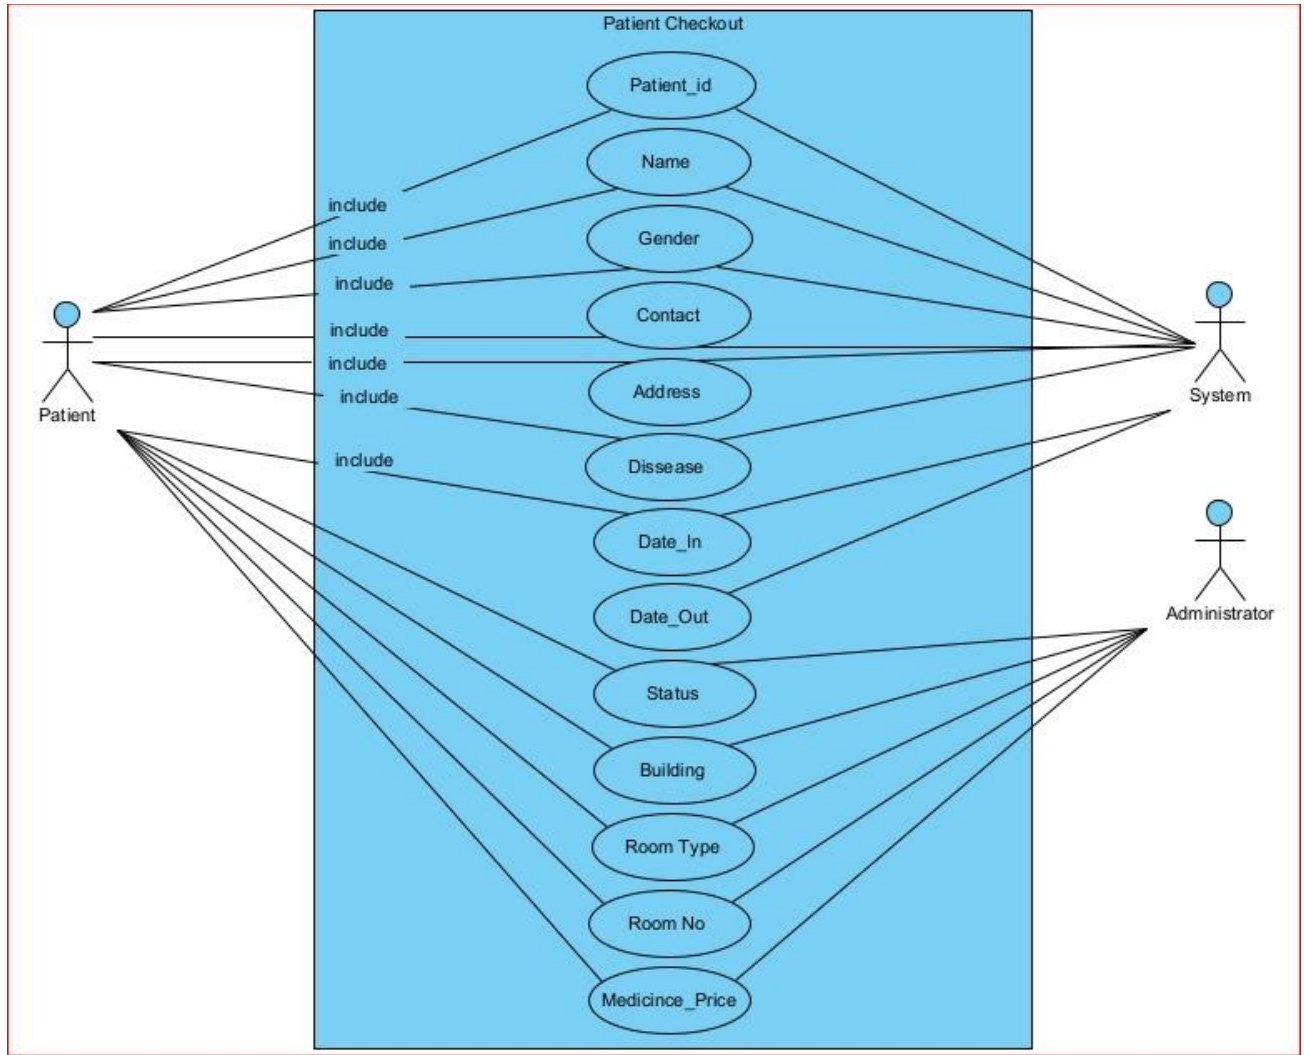 Patient Checkout
Patient_id
Name
include
include
Gender
include
Contact
include
include
Address
include
Patient
System
Dissease
include
Date_In
Date_Out
Administrator
Status
Building
Room Type
Room No
Medicince_Price